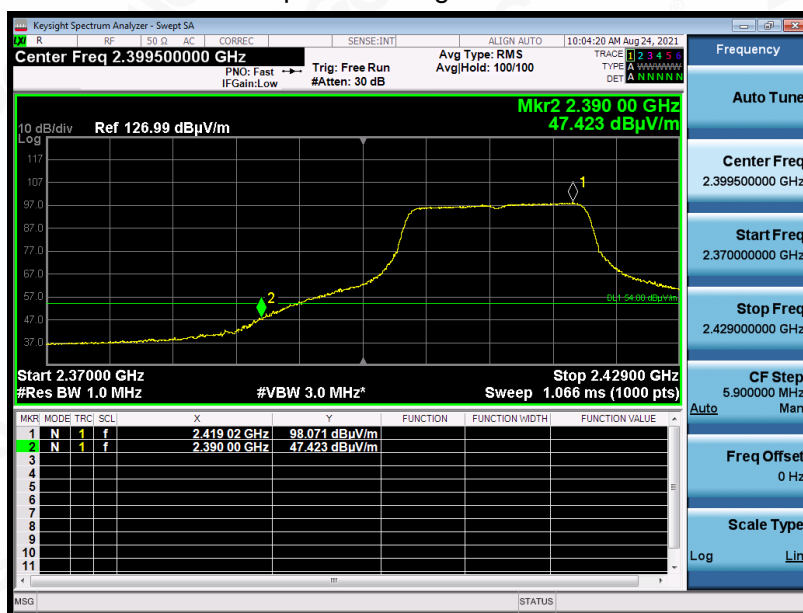 Keysight Spectrum Analyzer - Swept SA
LXI R RF 50 Ω AC CORREC SENSE:INT ALIGN AUTO 10:04:20 AM Aug 24, 2021
Center Freq 2.399500000 GHz
PNO: Fast
IFGain:Low
Trig: Free Run
#Atten: 30 dB
Avg Type: RMS
Avg|Hold: 100/100
TRACE 1 2 3 4 5 6
TYPE A WWWWW
DET A N N N N N
Mkr2 2.390 00 GHz
47.423 dBµV/m
10 dB/div
Log
Ref 126.99 dBµV/m
117
107
97.0
87.0
77.0
67.0
57.0
47.0
37.0
1
2
DL1 54.00 dBµV/m
Start 2.37000 GHz Stop 2.42900 GHz
#Res BW 1.0 MHz #VBW 3.0 MHz* Sweep 1.066 ms (1000 pts)
MKR MODE TRC SCL X Y FUNCTION FUNCTION WIDTH FUNCTION VALUE
1 N 1 f 2.419 02 GHz 98.071 dBµV/m
2 N 1 f 2.390 00 GHz 47.423 dBµV/m
3
4
5
6
7
8
9
10
11
MSG STATUS
Frequency
Auto Tune
Center Freq
2.399500000 GHz
Start Freq
2.370000000 GHz
Stop Freq
2.429000000 GHz
CF Step
5.900000 MHz
Auto Man
Freq Offset
0 Hz
Scale Type
Log Lin